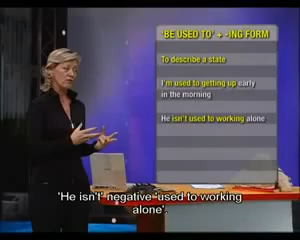 'BE USED TO' + -ING FORM
To describe a state
I'm used to getting up early
in the morning
He isn't used to working alone
'He isn't' negative 'used to working
alone'.